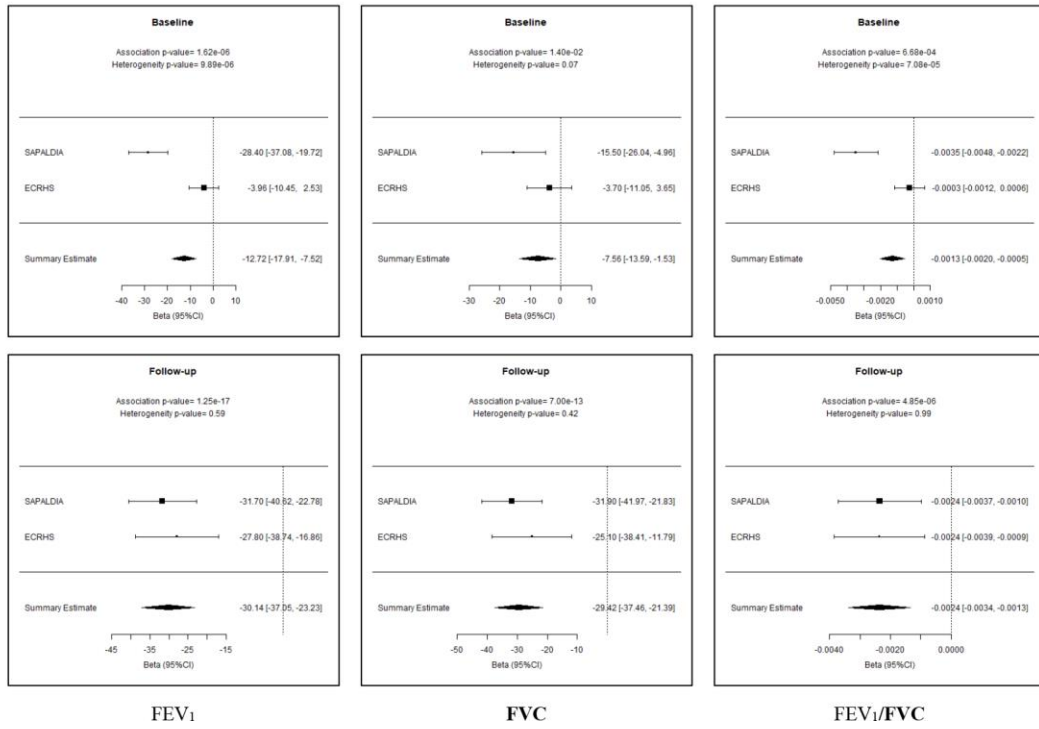 Baseline
Association p-value= 1.62e-06
Heterogeneity p-value= 9.89e-06
SAPALDIA -28.40 [-37.08, -19.72]
ECRHS -3.96 [-10.45, 2.53]
Summary Estimate -12.72 [-17.91, -7.52]
-40 -30 -20 -10 0 10
Beta (95%CI)
Baseline
Association p-value= 1.40e-02
Heterogeneity p-value= 0.07
SAPALDIA -15.50 [-26.04, -4.96]
ECRHS -3.70 [-11.05, 3.65]
Summary Estimate -7.56 [-13.59, -1.53]
-30 -20 -10 0 10
Beta (95%CI)
Baseline
Association p-value= 6.68e-04
Heterogeneity p-value= 7.08e-05
SAPALDIA -0.0035 [-0.0048, -0.0022]
ECRHS -0.0003 [-0.0012, 0.0006]
Summary Estimate -0.0013 [-0.0020, -0.0005]
-0.0050 -0.0020 0.0010
Beta (95%CI)
Follow-up
Association p-value= 1.25e-17
Heterogeneity p-value= 0.59
SAPALDIA -31.70 [-40.62, -22.78]
ECRHS -27.80 [-38.74, -16.86]
Summary Estimate -30.14 [-37.05, -23.23]
-45 -35 -25 -15
Beta (95%CI)
Follow-up
Association p-value= 7.00e-13
Heterogeneity p-value= 0.42
SAPALDIA -31.90 [-41.97, -21.83]
ECRHS -25.10 [-38.41, -11.79]
Summary Estimate -29.42 [-37.46, -21.39]
-50 -40 -30 -20 -10
Beta (95%CI)
Follow-up
Association p-value= 4.85e-06
Heterogeneity p-value= 0.99
SAPALDIA -0.0024 [-0.0037, -0.0010]
ECRHS -0.0024 [-0.0039, -0.0009]
Summary Estimate -0.0024 [-0.0034, -0.0013]
-0.0040 -0.0020 0.0000
Beta (95%CI)
FEV₁ FVC FEV₁/FVC